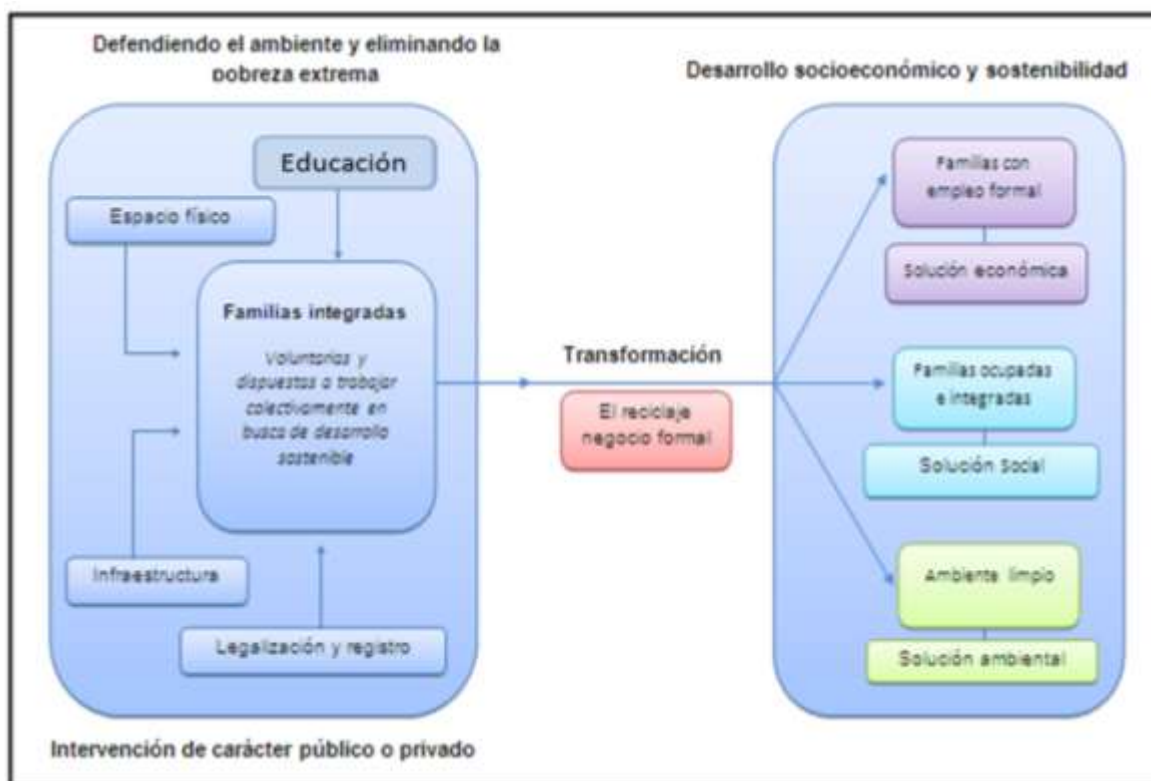 Defendiendo el ambiente y eliminando la
pobreza extrema
Desarrollo socioeconómico y sostenibilidad
Educación
Espacio físico
Familias integradas
Voluntarias y
dispuestas a trabajar
colectivamente en
busca de desarrollo
sostenible
Infraestructura
Legalización y registro
Intervención de carácter público o privado
Transformación
El reciclaje
negocio formal
Familias con
empleo formal
Solución económica
Familias ocupadas
e integradas
Solución Social
Ambiente limpio
Solución ambiental